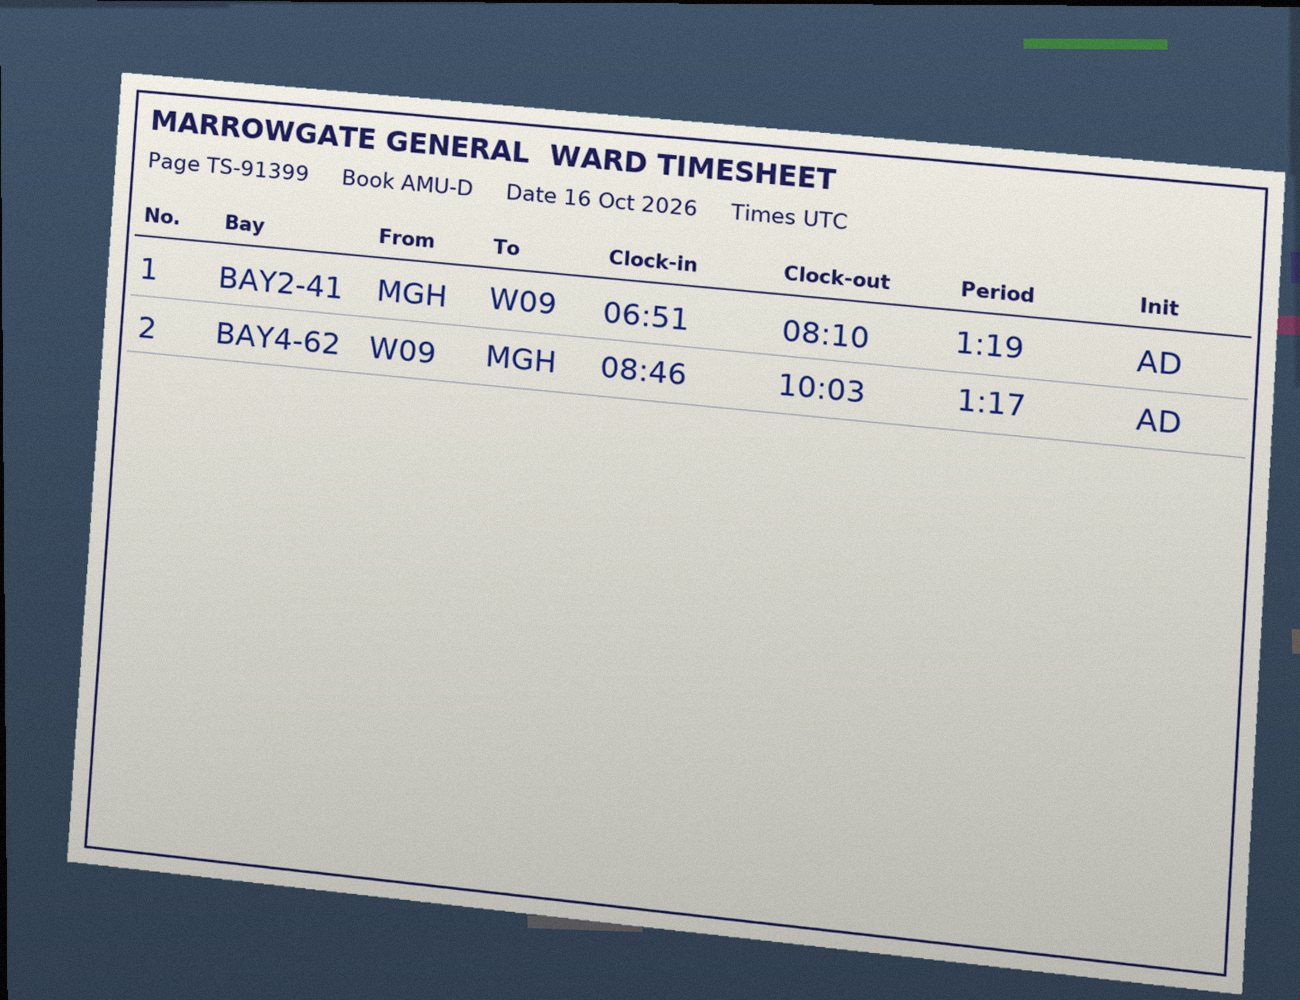 MARROWGATE GENERAL WARD TIMESHEET
Page TS-91399 Book AMU-D Date 16 Oct 2026 Times UTC
No. Bay From To Clock-in Clock-out Period Init
1 BAY2-41 MGH W09 06:51 08:10 1:19 AD
2 BAY4-62 W09 MGH 08:46 10:03 1:17 AD